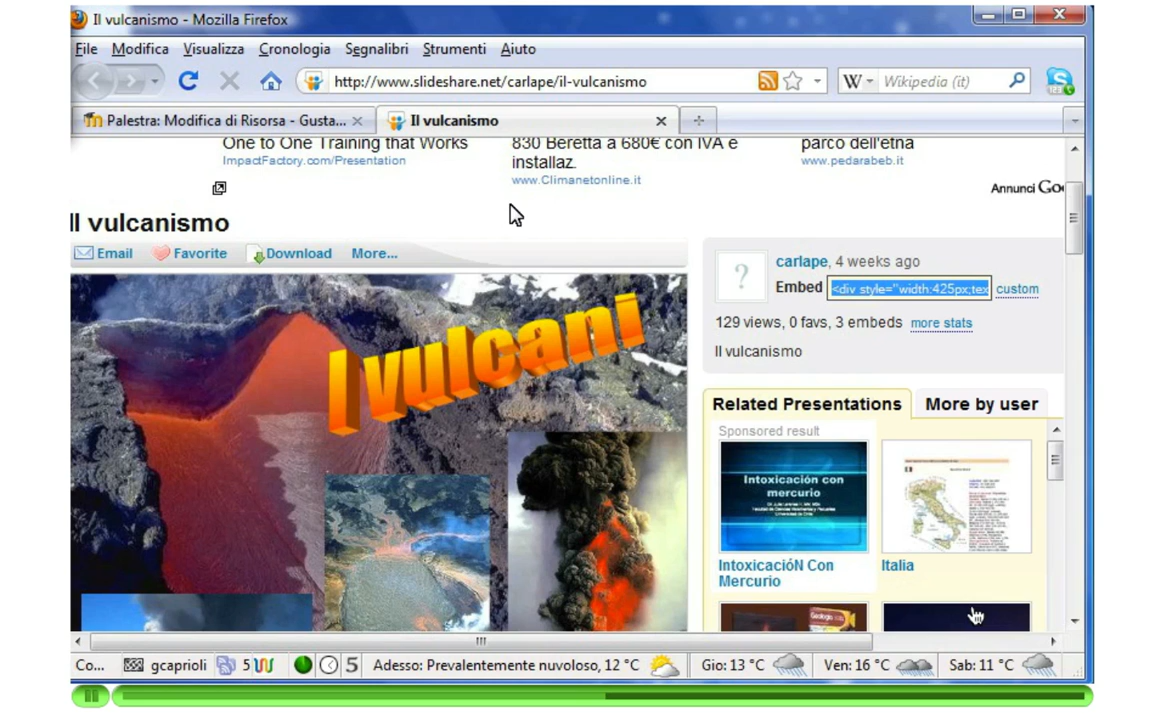 Il vulcanismo - Mozilla Firefox
File Modifica Visualizza Cronologia Segnalibri Strumenti Aiuto
http://www.slideshare.net/carlape/il-vulcanismo
W Wikipedia (it)
Palestra: Modifica di Risorsa - Gusta...
Il vulcanismo
One to One Training that Works
ImpactFactory.com/Presentation
830 Beretta a 680€ con IVA e
installaz.
www.Climanetonline.it
parco dell'etna
www.pedarabeb.it
Annunci Goo
Il vulcanismo
Email Favorite Download More...
I vulcani
carlape, 4 weeks ago
Embed <div style="width:425px;tex custom
129 views, 0 favs, 3 embeds more stats
Il vulcanismo
Related Presentations More by user
Sponsored result
Intoxicación con
mercurio
IntoxicacióN Con
Mercurio
Italia
Geologia
Co... gcaprioli 5 5 Adesso: Prevalentemente nuvoloso, 12 °C Gio: 13 °C Ven: 16 °C Sab: 11 °C